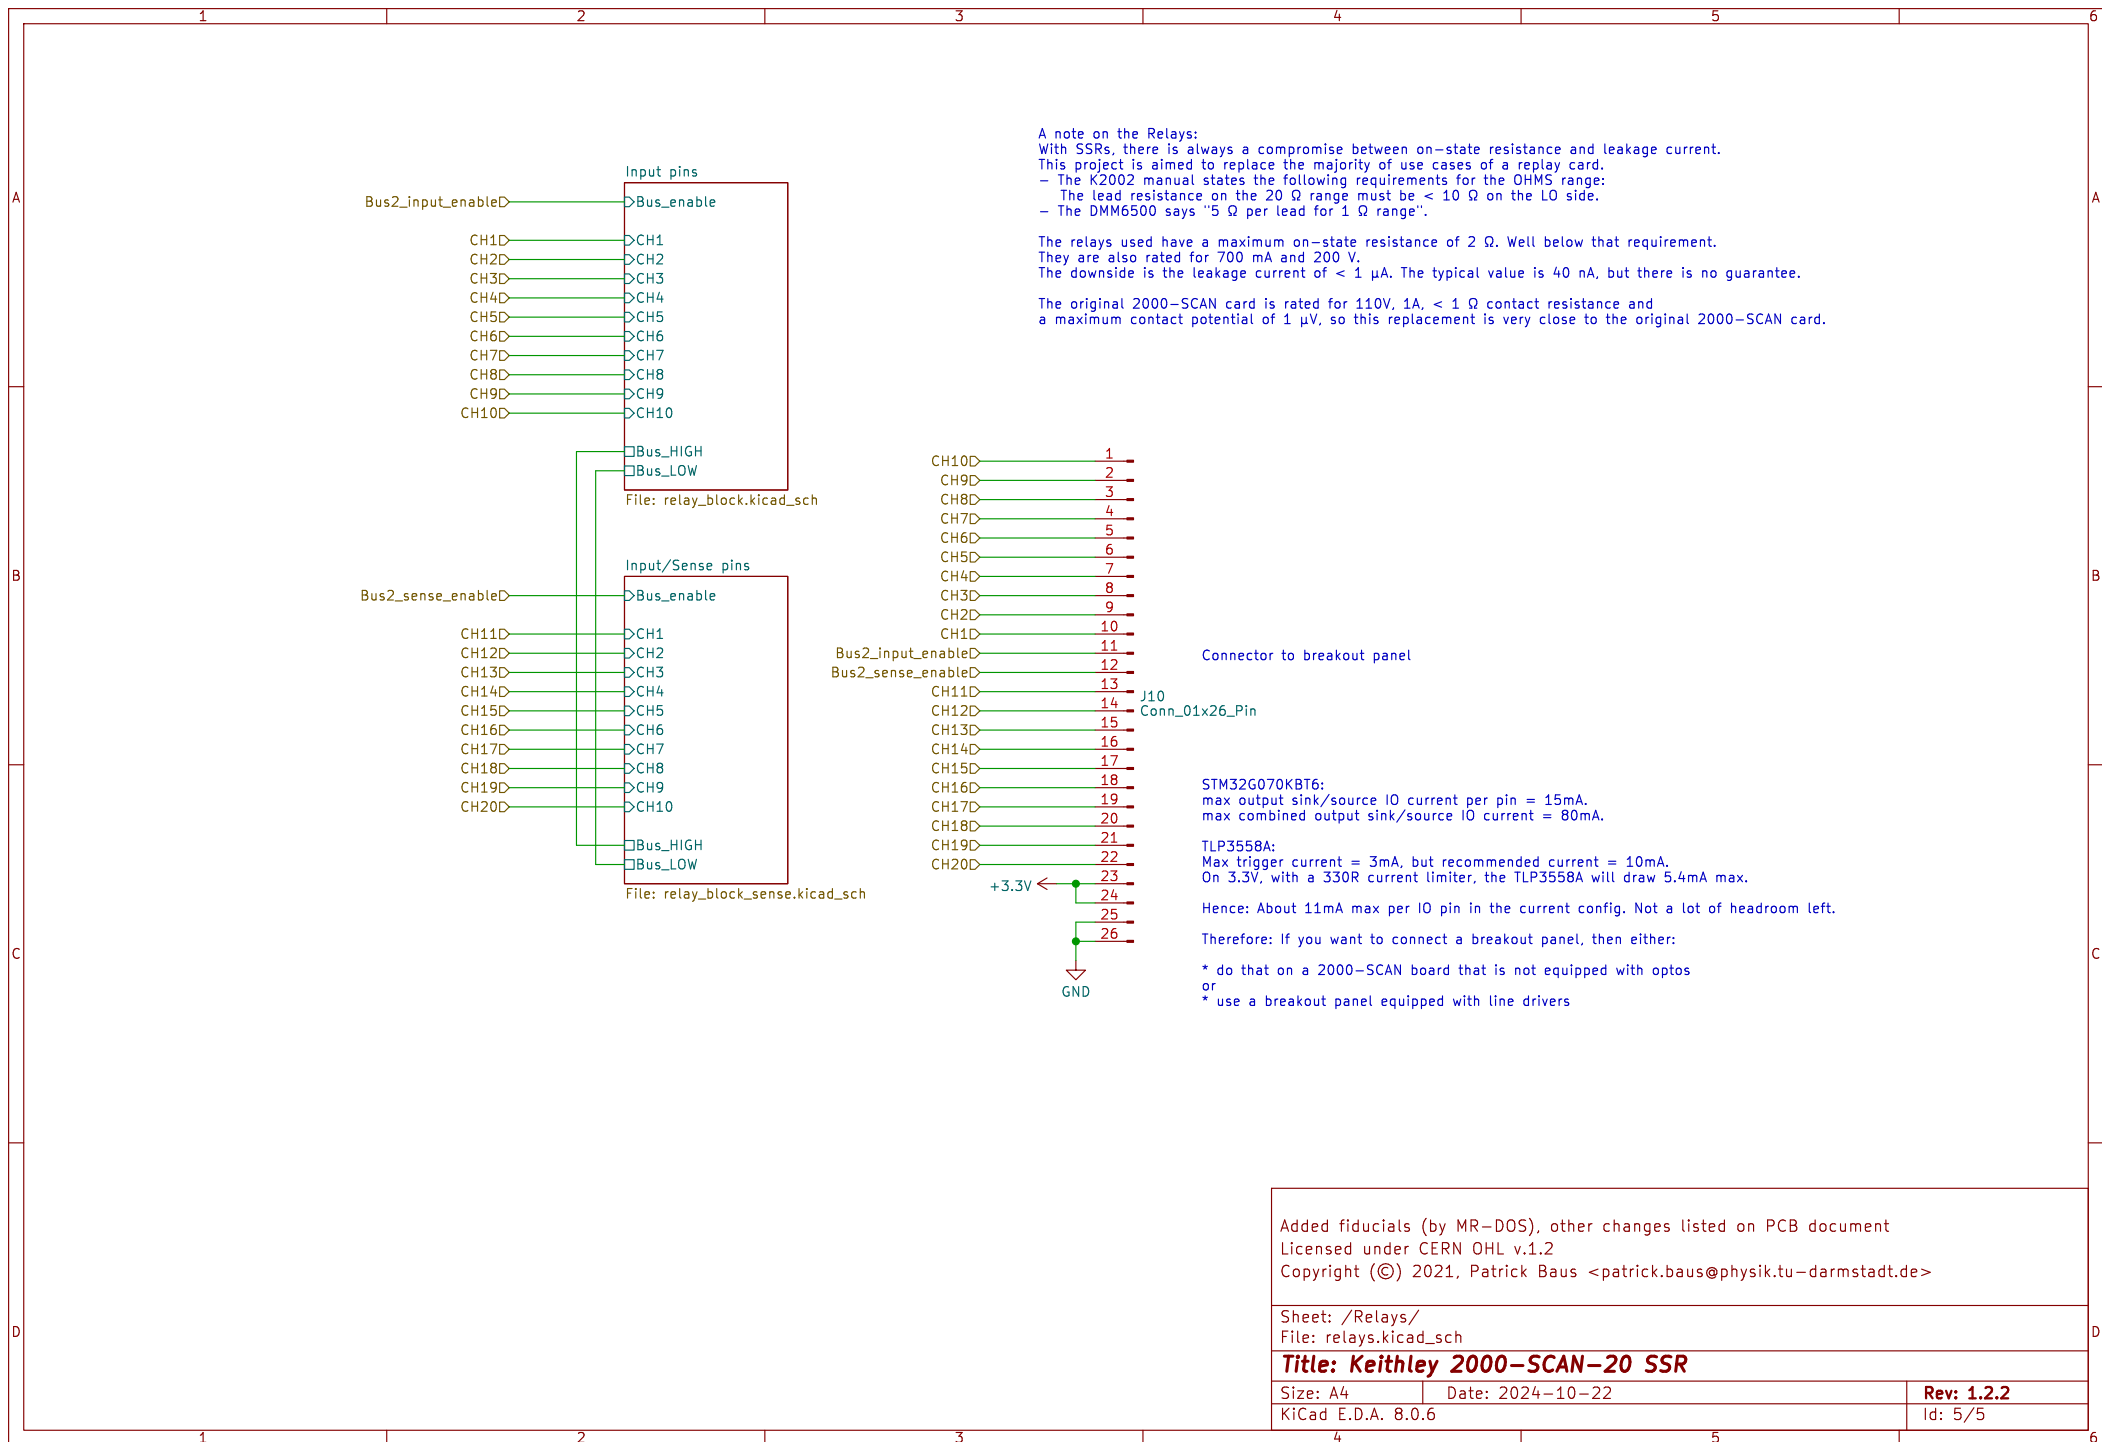 1 2 3 4 5 6
A A
B B
C C
D D
1 2 3 4 5 6
Input pins
Bus2_input_enable Bus_enable
CH1 CH1
CH2 CH2
CH3 CH3
CH4 CH4
CH5 CH5
CH6 CH6
CH7 CH7
CH8 CH8
CH9 CH9
CH10 CH10
Bus_HIGH
Bus_LOW
File: relay_block.kicad_sch
Input/Sense pins
Bus2_sense_enable Bus_enable
CH11 CH1
CH12 CH2
CH13 CH3
CH14 CH4
CH15 CH5
CH16 CH6
CH17 CH7
CH18 CH8
CH19 CH9
CH20 CH10
Bus_HIGH
Bus_LOW
File: relay_block_sense.kicad_sch
A note on the Relays:
With SSRs, there is always a compromise between on-state resistance and leakage current.
This project is aimed to replace the majority of use cases of a replay card.
- The K2002 manual states the following requirements for the OHMS range:
The lead resistance on the 20 Ω range must be < 10 Ω on the LO side.
- The DMM6500 says "5 Ω per lead for 1 Ω range".
The relays used have a maximum on-state resistance of 2 Ω. Well below that requirement.
They are also rated for 700 mA and 200 V.
The downside is the leakage current of < 1 µA. The typical value is 40 nA, but there is no guarantee.
The original 2000-SCAN card is rated for 110V, 1A, < 1 Ω contact resistance and
a maximum contact potential of 1 µV, so this replacement is very close to the original 2000-SCAN card.
CH10 1
CH9 2
CH8 3
CH7 4
CH6 5
CH5 6
CH4 7
CH3 8
CH2 9
CH1 10
Bus2_input_enable 11
Bus2_sense_enable 12
CH11 13
CH12 14
CH13 15
CH14 16
CH15 17
CH16 18
CH17 19
CH18 20
CH19 21
CH20 22
+3.3V 23
24
25
26
GND
J10
Conn_01x26_Pin
Connector to breakout panel
STM32G070KBT6:
max output sink/source IO current per pin = 15mA.
max combined output sink/source IO current = 80mA.
TLP3558A:
Max trigger current = 3mA, but recommended current = 10mA.
On 3.3V, with a 330R current limiter, the TLP3558A will draw 5.4mA max.
Hence: About 11mA max per IO pin in the current config. Not a lot of headroom left.
Therefore: If you want to connect a breakout panel, then either:
* do that on a 2000-SCAN board that is not equipped with optos
or
* use a breakout panel equipped with line drivers
Added fiducials (by MR-DOS), other changes listed on PCB document
Licensed under CERN OHL v.1.2
Copyright (©) 2021, Patrick Baus <patrick.baus@physik.tu-darmstadt.de>
Sheet: /Relays/
File: relays.kicad_sch
Title: Keithley 2000-SCAN-20 SSR
Size: A4 Date: 2024-10-22 Rev: 1.2.2
KiCad E.D.A. 8.0.6 Id: 5/5